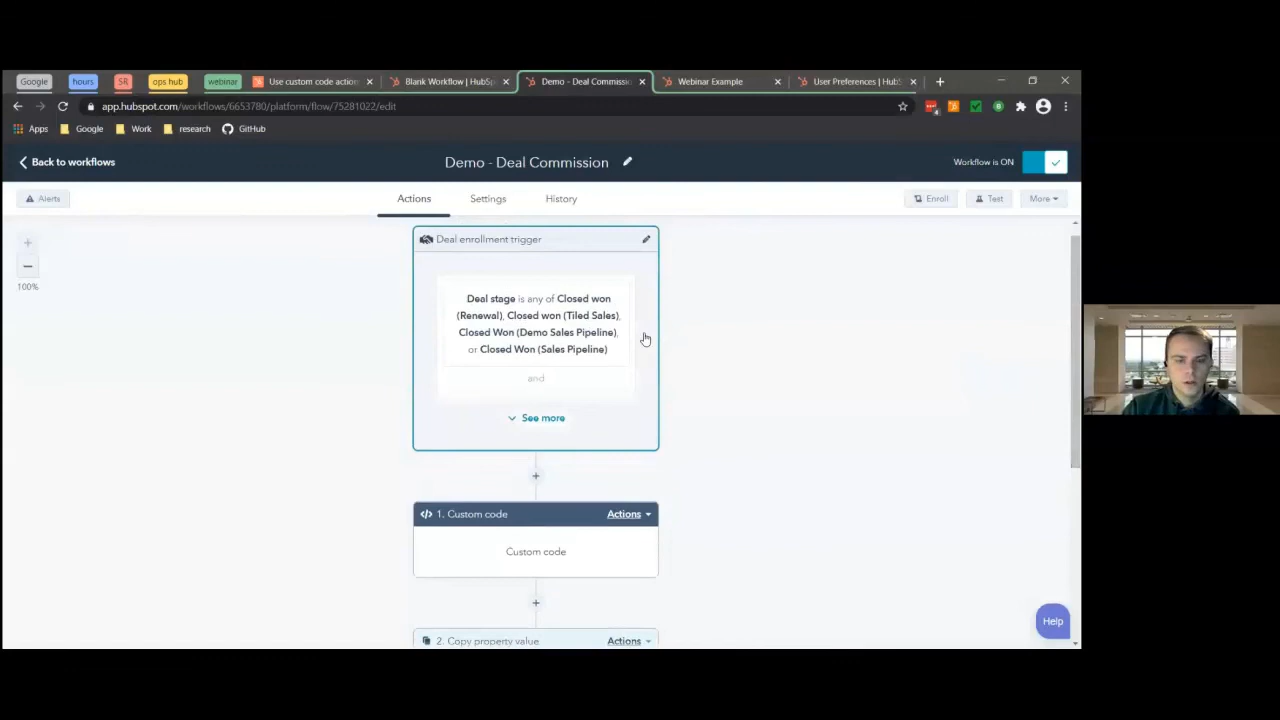 Google hours SR ops hub webinar Use custom code action Blank Workflow | HubSp Demo - Deal Commissi Webinar Example User Preferences | HubS
app.hubspot.com/workflows/6653780/platform/flow/75281022/edit
Apps Google Work research GitHub
Back to workflows Demo - Deal Commission Workflow is ON
Alerts Actions Settings History Enroll Test More
Deal enrollment trigger
100%
Deal stage is any of Closed won
(Renewal), Closed won (Tiled Sales),
Closed Won (Demo Sales Pipeline),
or Closed Won (Sales Pipeline)
and
See more
1. Custom code Actions
Custom code
Help
2. Copy property value Actions